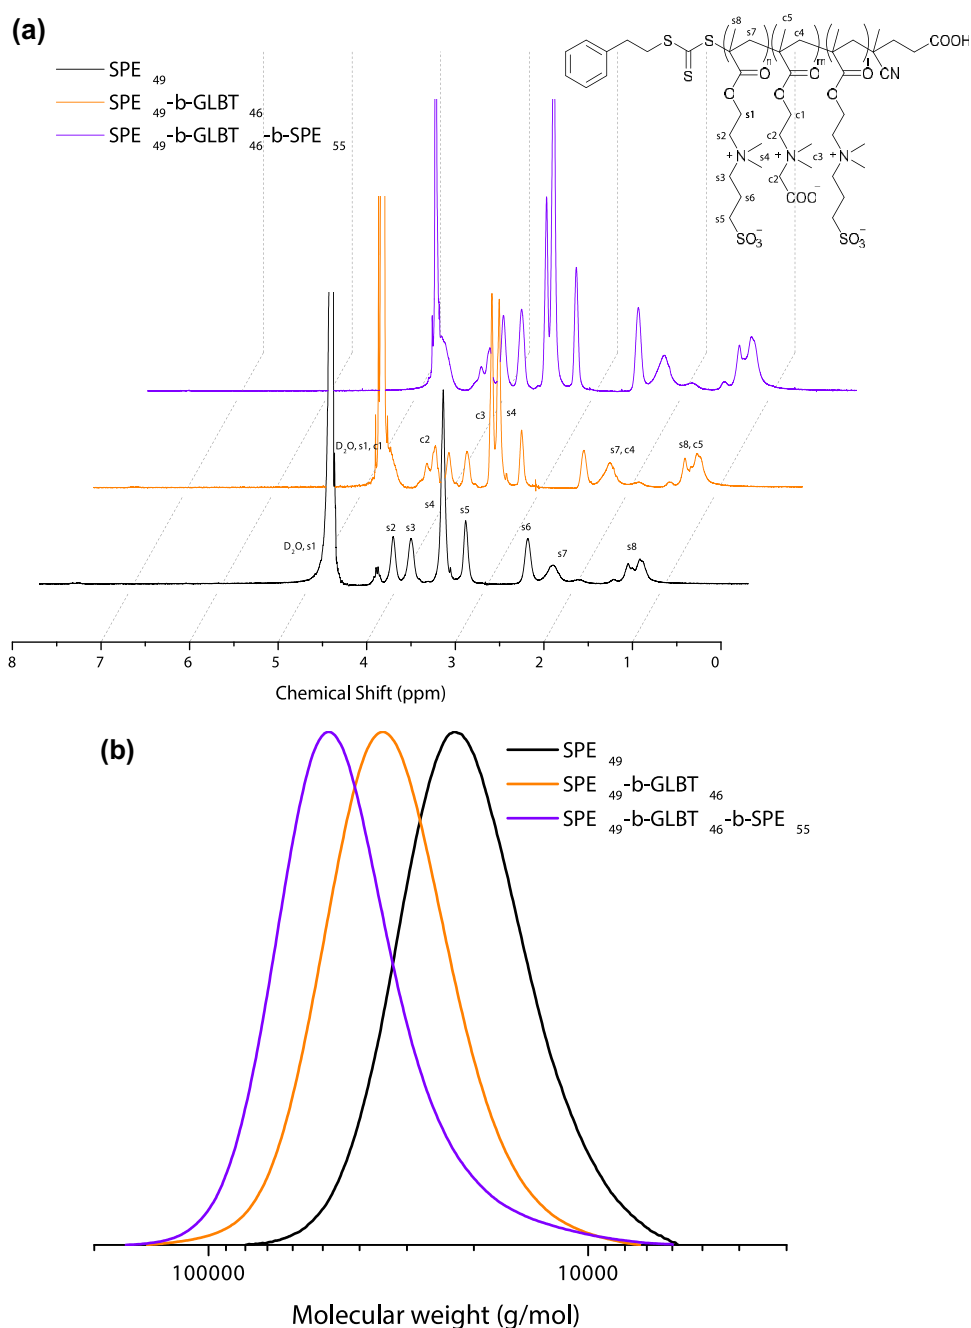 (a)
SPE 49
SPE 49-b-GLBT 46
SPE 49-b-GLBT 46-b-SPE 55
s8
c5
s7
c4
S
S
S
n
m
l
COOH
CN
O
O
O
O
O
O
s1
c1
s2
c2
s4
c3
N
+
N
+
N
+
s3
c2
s6
COO⁻
s5
SO₃⁻
SO₃⁻
D₂O, s1, c1
c2
c3
s4
s7, c4
s8, c5
D₂O, s1
s2
s3
s4
s5
s6
s7
s8
8 7 6 5 4 3 2 1 0
Chemical Shift (ppm)
(b)
SPE 49
SPE 49-b-GLBT 46
SPE 49-b-GLBT 46-b-SPE 55
100000 10000
Molecular weight (g/mol)